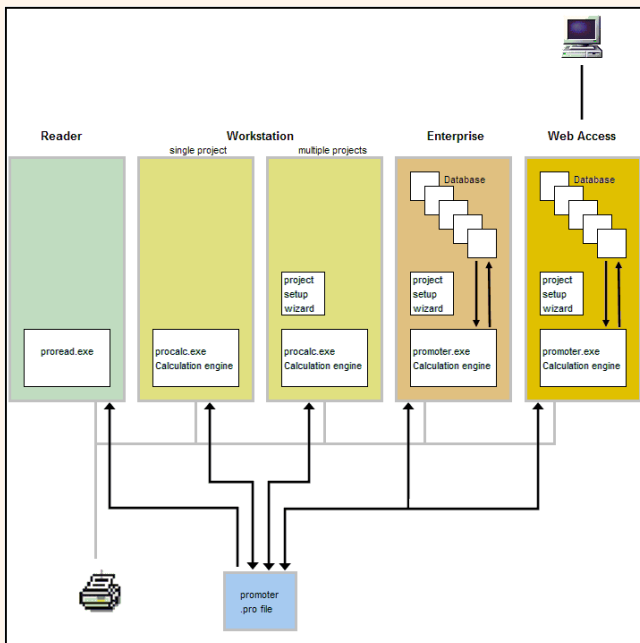 Reader
Workstation
Enterprise
Web Access
single project
multiple projects
Database
Database
project
setup
wizard
project
setup
wizard
project
setup
wizard
proread.exe
procalc.exe
Calculation engine
procalc.exe
Calculation engine
promoter.exe
Calculation engine
promoter.exe
Calculation engine
promoter
.pro file